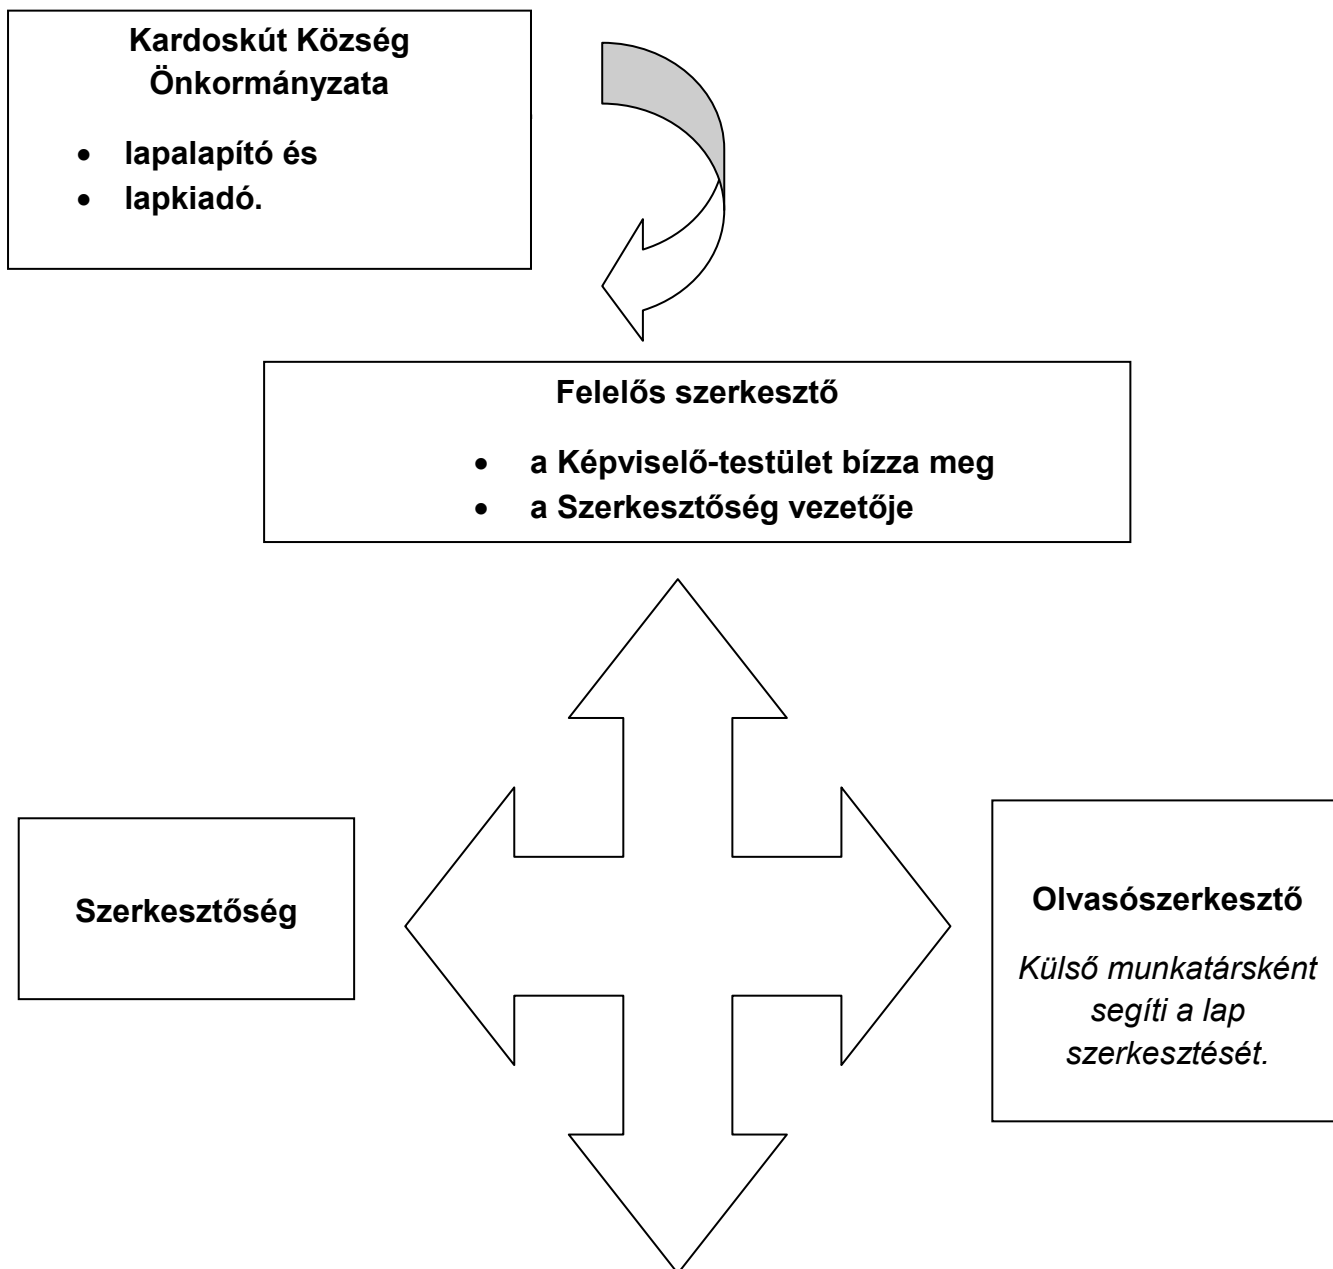 Kardoskút Község
Önkormányzata
• lapalapító és
• lapkiadó.
Felelős szerkesztő
• a Képviselő-testület bízza meg
• a Szerkesztőség vezetője
Szerkesztőség
Olvasószerkesztő
Külső munkatársként
segíti a lap
szerkesztését.